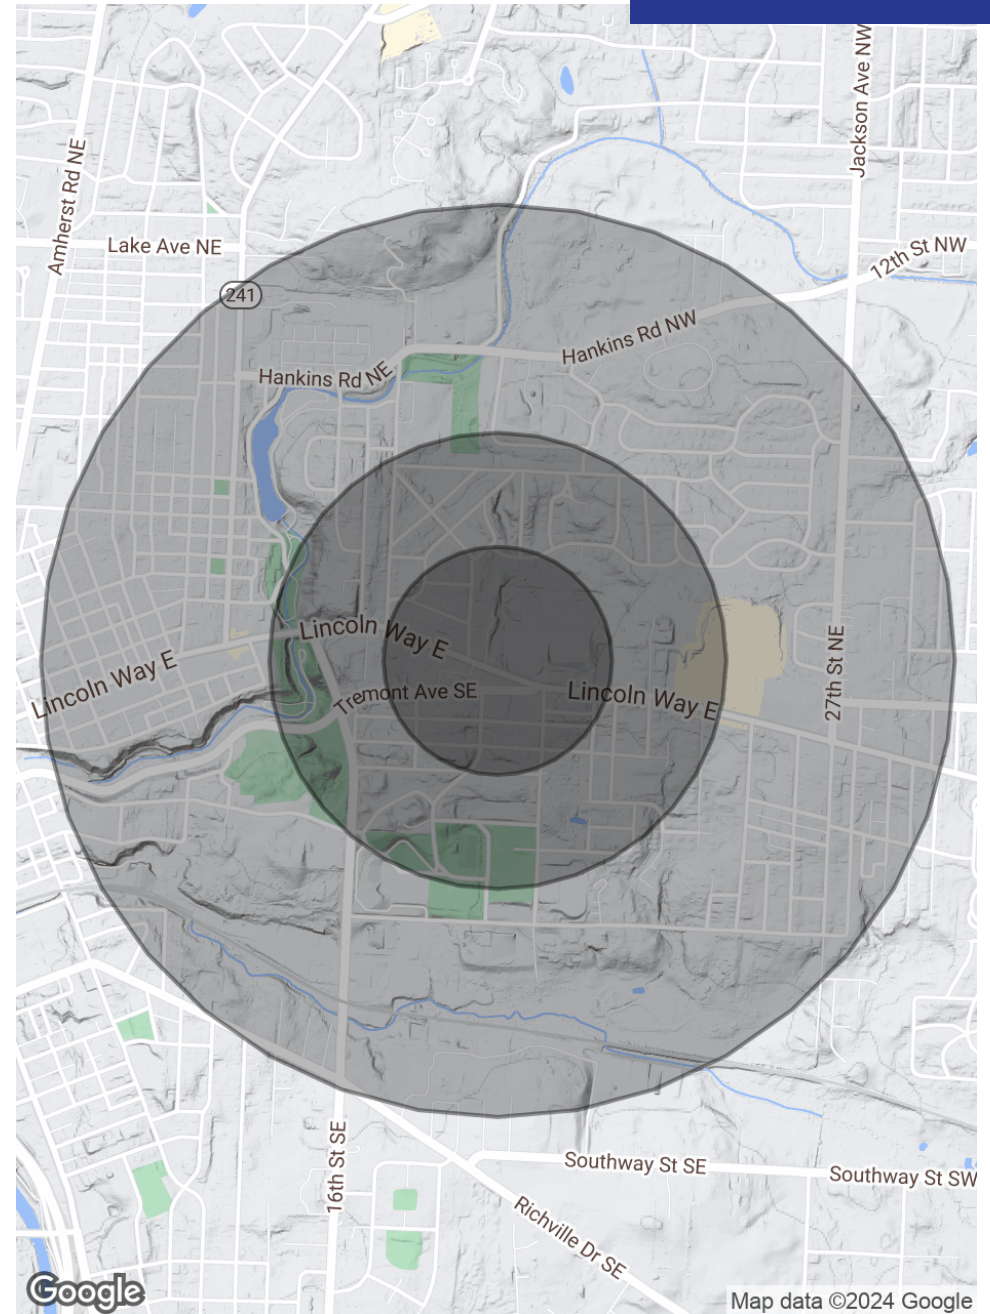 Jackson Ave NW
Amherst Rd NE
Lake Ave NE
12th St NW
241
Hankins Rd NW
Hankins Rd NE
Lincoln Way E
Lincoln Way E
Tremont Ave SE
Lincoln Way E
27th St NE
16th St SE
Southway St SE
Southway St SW
Richville Dr SE
Google
Map data ©2024 Google